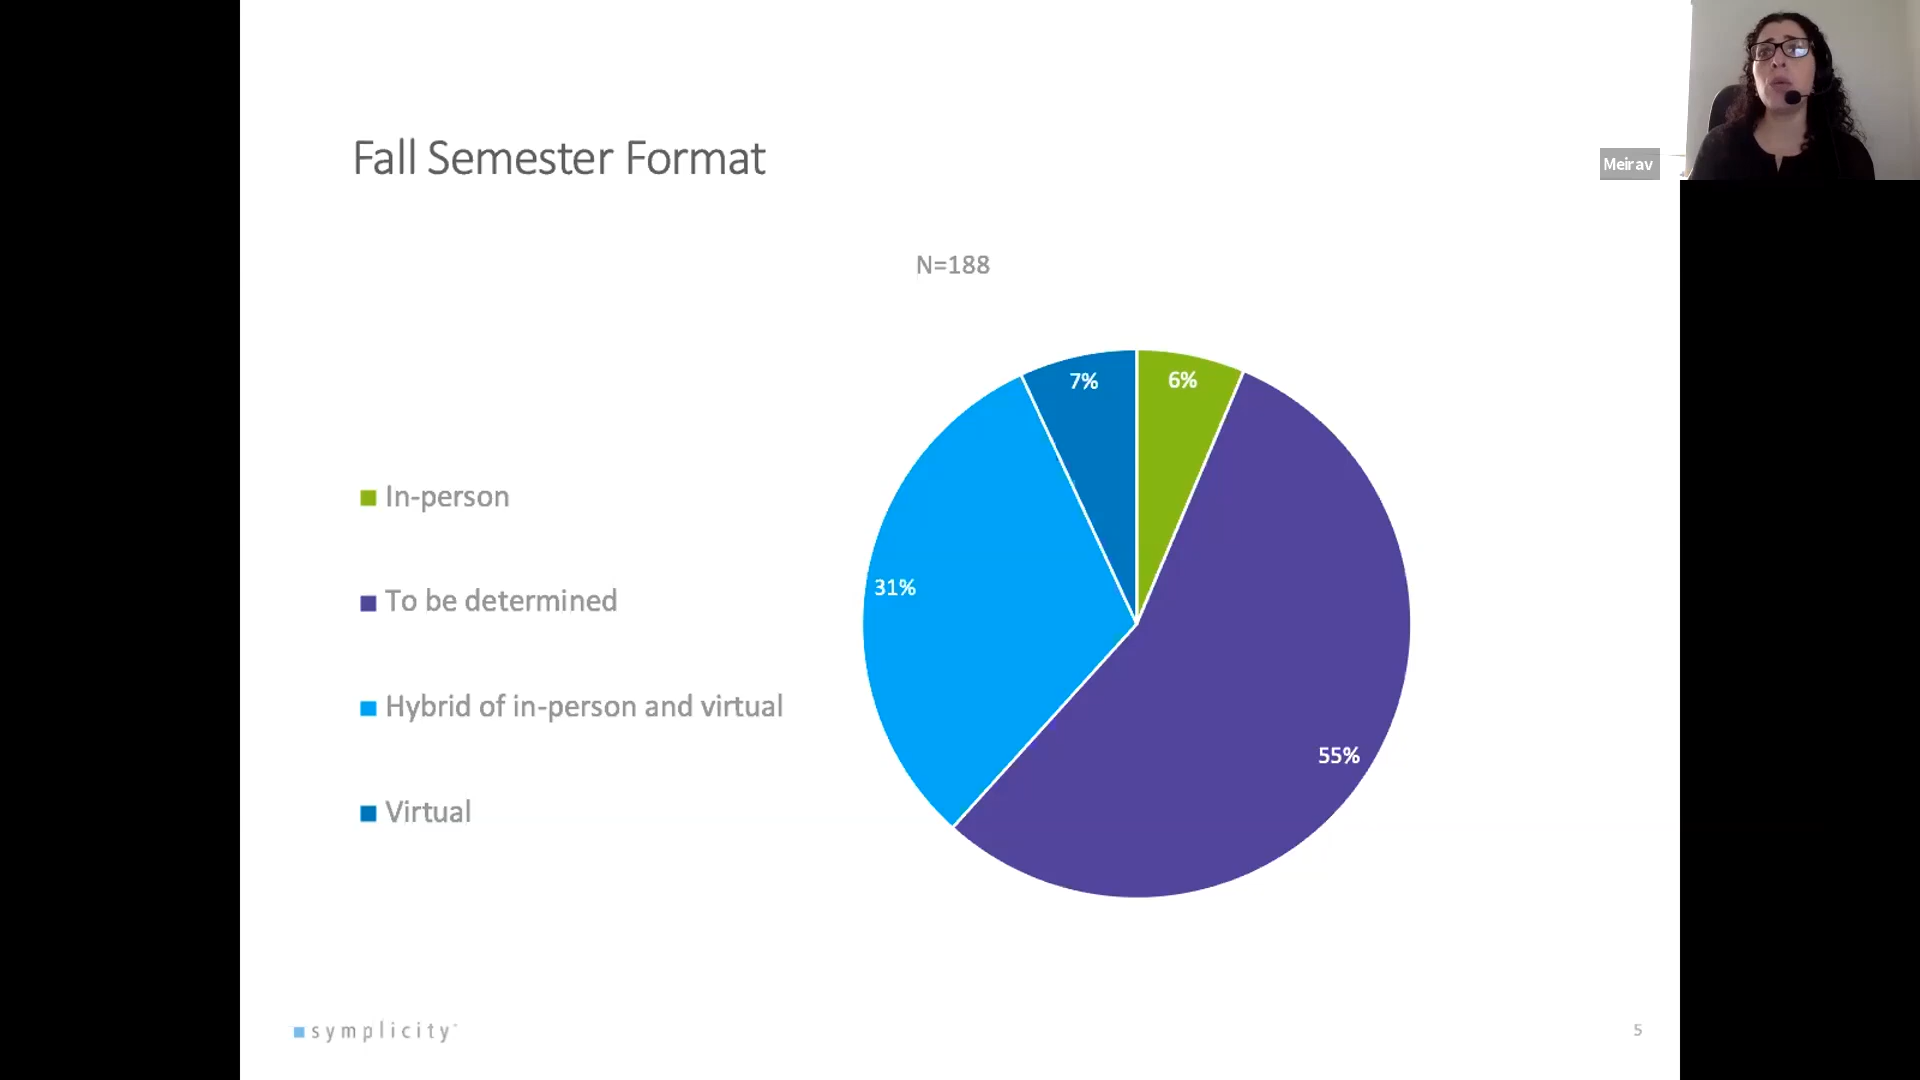 Fall Semester Format
Meirav
N=188
7%
6%
In-person
31%
To be determined
Hybrid of in-person and virtual
55%
Virtual
symplicity
5